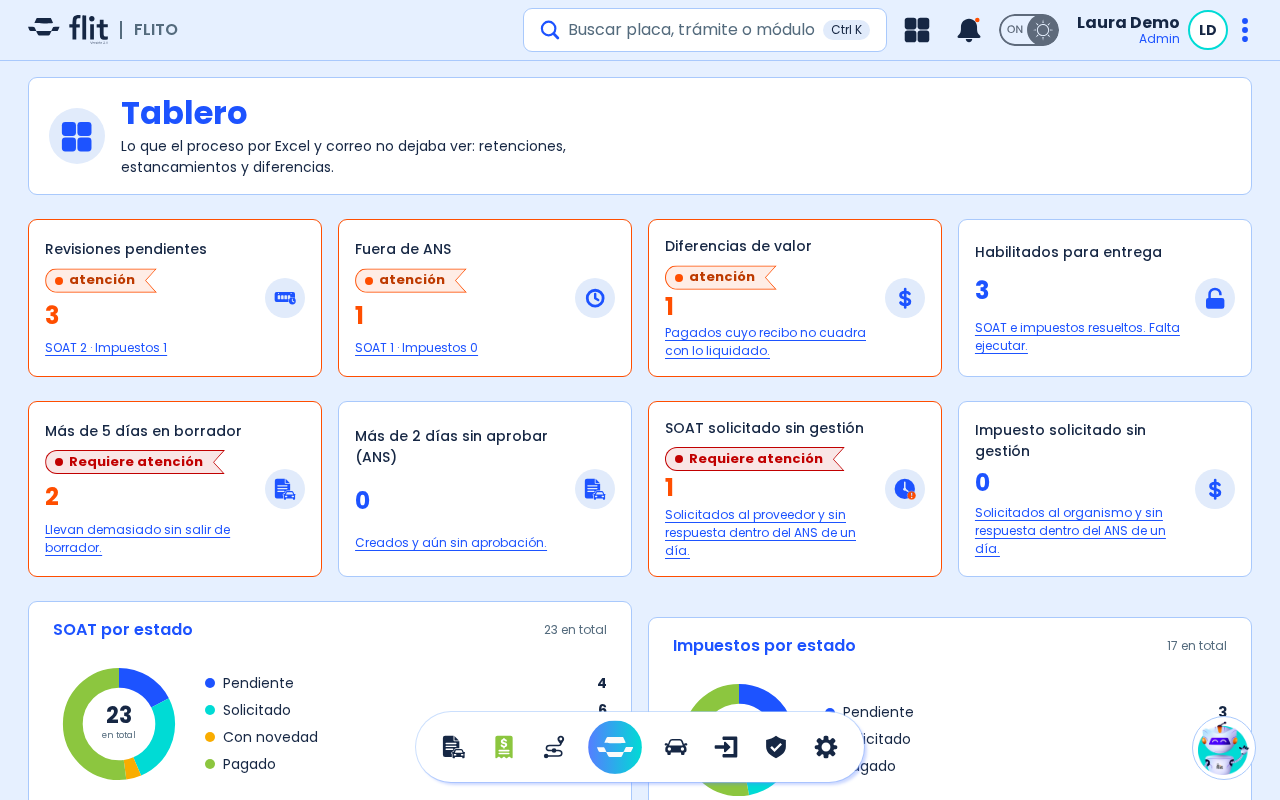 flit | FLITO
Buscar placa, trámite o módulo Ctrl K
ON
Laura Demo
Admin
LD
Tablero
Lo que el proceso por Excel y correo no dejaba ver: retenciones,
estancamientos y diferencias.
Revisiones pendientes
atención
3
SOAT 2 · Impuestos 1
Fuera de ANS
atención
1
SOAT 1 · Impuestos 0
Diferencias de valor
atención
1
Pagados cuyo recibo no cuadra
con lo liquidado.
Habilitados para entrega
3
SOAT e impuestos resueltos. Falta
ejecutar.
Más de 5 días en borrador
Requiere atención
2
Llevan demasiado sin salir de
borrador.
Más de 2 días sin aprobar
(ANS)
0
Creados y aún sin aprobación.
SOAT solicitado sin gestión
Requiere atención
1
Solicitados al proveedor y sin
respuesta dentro del ANS de un
día.
Impuesto solicitado sin
gestión
0
Solicitados al organismo y sin
respuesta dentro del ANS de un
día.
SOAT por estado
23 en total
23
en total
Pendiente 4
Solicitado 6
Con novedad
Pagado
Impuestos por estado
17 en total
Pendiente 3
icitado
agado